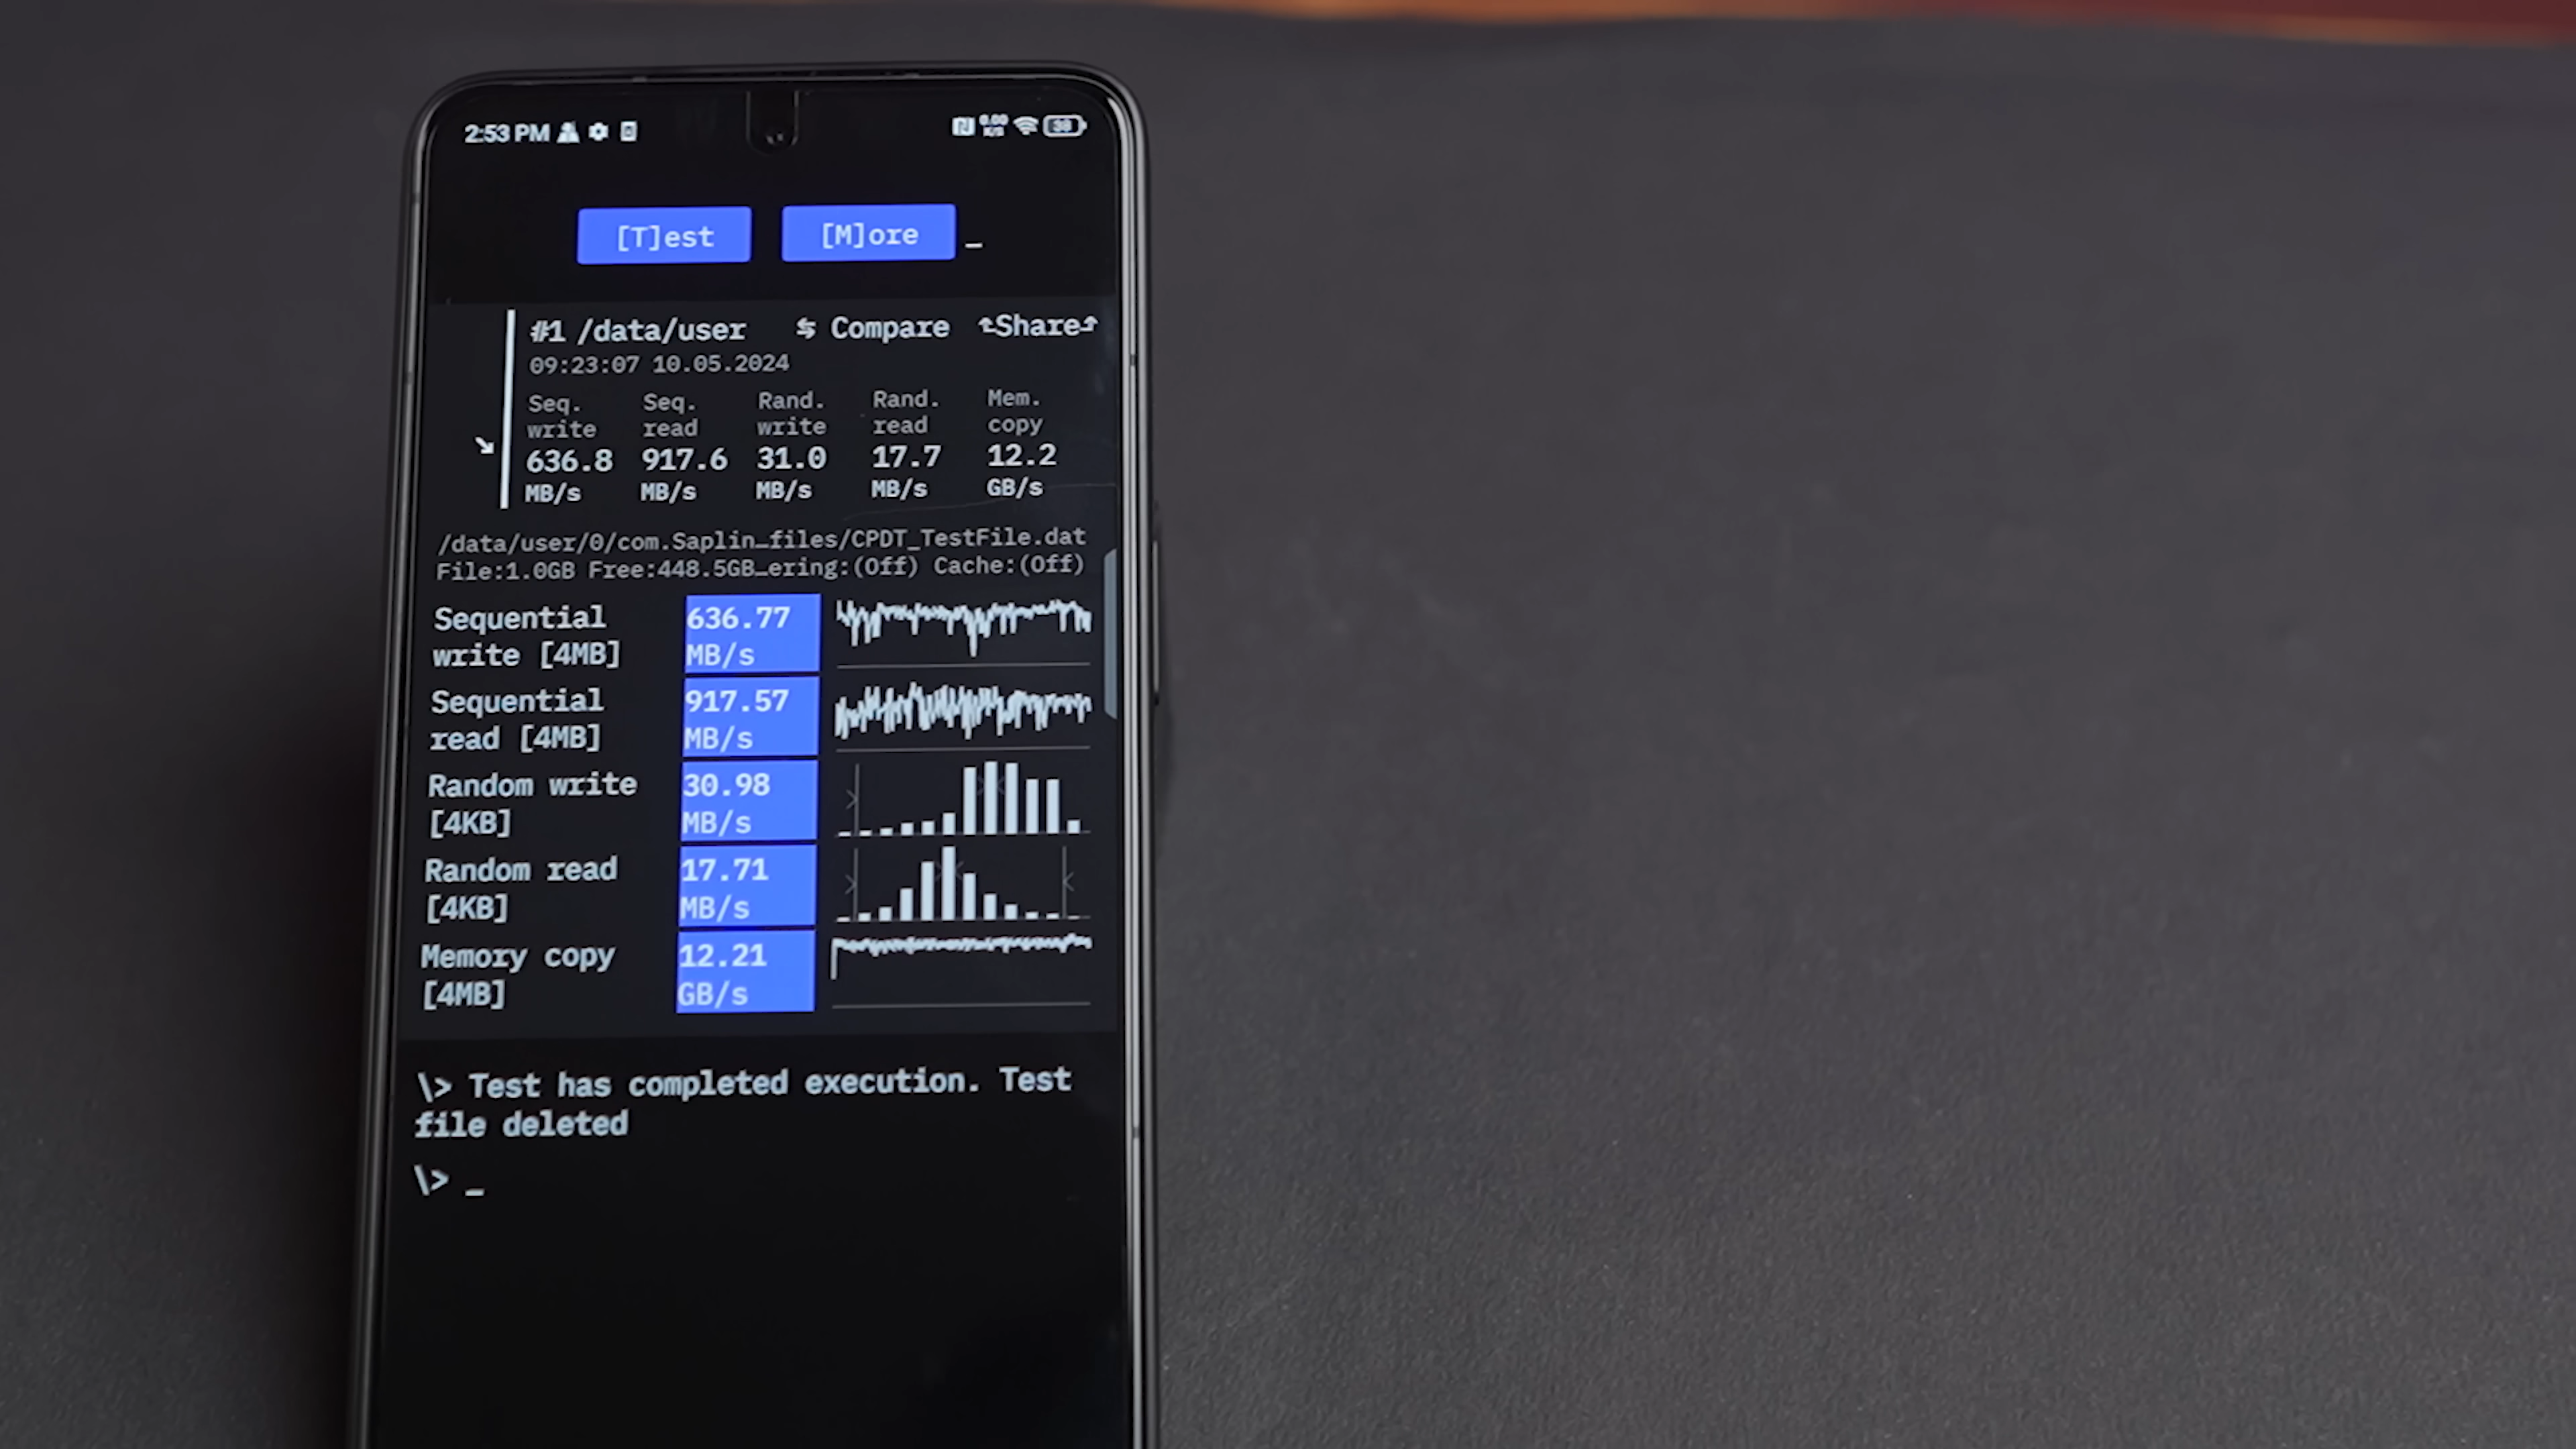 2:53 PM
0.00 K/S 38
[T]est [M]ore _
#1 /data/user ⇆ Compare Share
09:23:07 10.05.2024
Seq. write Seq. read Rand. write Rand. read Mem. copy
636.8 917.6 31.0 17.7 12.2
MB/s MB/s MB/s MB/s GB/s
/data/user/0/com.Saplin_files/CPDT_TestFile.dat
File:1.0GB Free:448.5GB_ering:(Off) Cache:(Off)
Sequential write [4MB] 636.77 MB/s
Sequential read [4MB] 917.57 MB/s
Random write [4KB] 30.98 MB/s
Random read [4KB] 17.71 MB/s
Memory copy [4MB] 12.21 GB/s
\> Test has completed execution. Test
file deleted
\> _